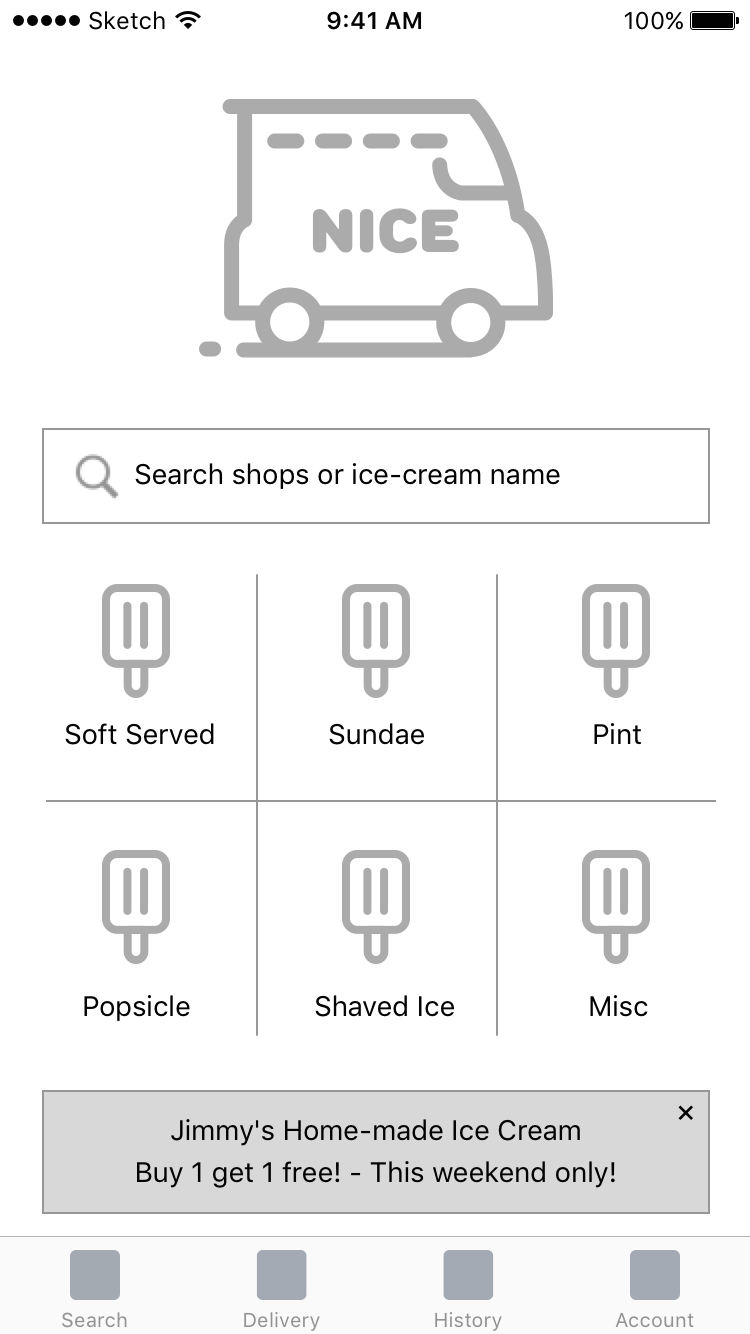 Sketch 9:41 AM 100%
NICE
Search shops or ice-cream name
Soft Served Sundae Pint
Popsicle Shaved Ice Misc
Jimmy's Home-made Ice Cream
Buy 1 get 1 free! - This weekend only!
Search Delivery History Account